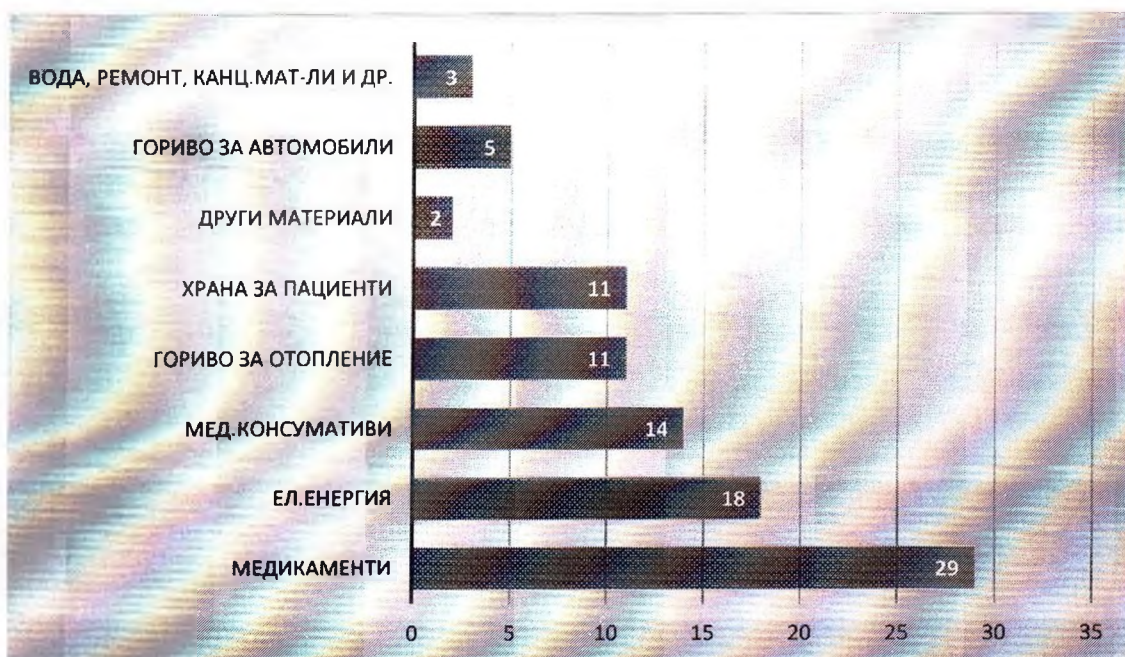 ВОДА, РЕМОНТ, КАНЦ.МАТ-ЛИ И ДР. 3
ГОРИВО ЗА АВТОМОБИЛИ 5
ДРУГИ МАТЕРИАЛИ 2
ХРАНА ЗА ПАЦИЕНТИ 11
ГОРИВО ЗА ОТОПЛЕНИЕ 11
МЕД.КОНСУМАТИВИ 14
ЕЛ.ЕНЕРГИЯ 18
МЕДИКАМЕНТИ 29
0 5 10 15 20 25 30 35